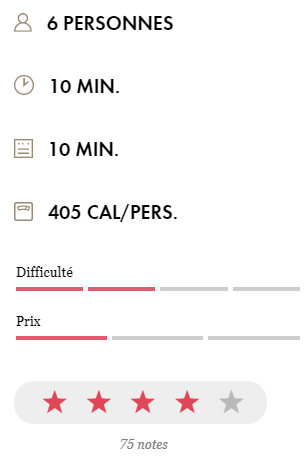 6 PERSONNES
10 MIN.
10 MIN.
405 CAL/PERS.
Difficulté
Prix
75 notes